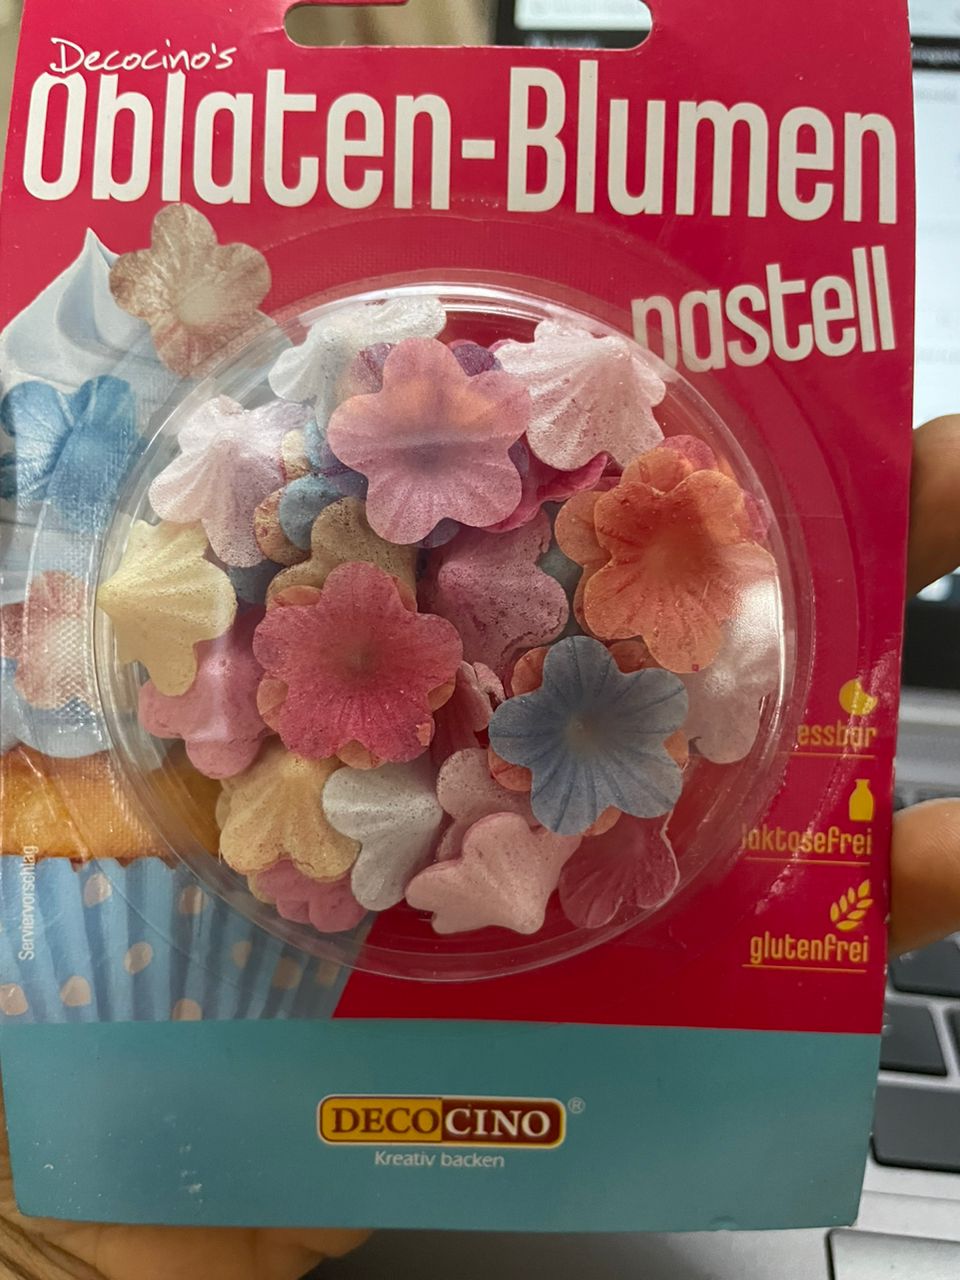 Decocino's
Oblaten-Blumen
pastell
essbar
laktosefrei
glutenfrei
Serviervorschlag
DECOCINO®
Kreativ backen